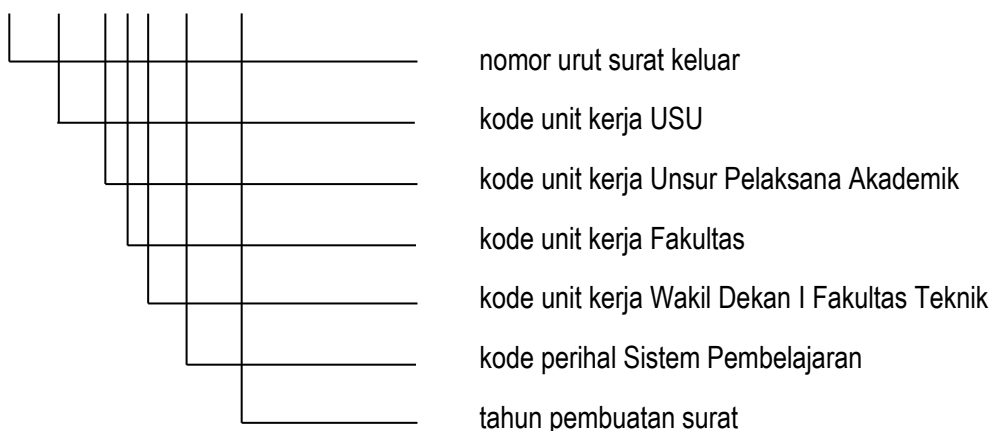 nomor urut surat keluar
kode unit kerja USU
kode unit kerja Unsur Pelaksana Akademik
kode unit kerja Fakultas
kode unit kerja Wakil Dekan I Fakultas Teknik
kode perihal Sistem Pembelajaran
tahun pembuatan surat